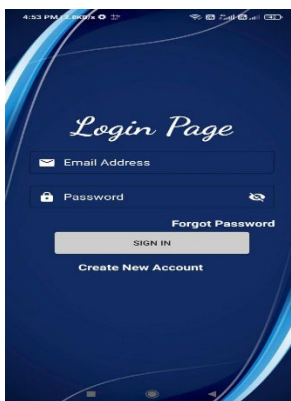 4:53 PM
Login Page
Email Address
Password
Forgot Password
SIGN IN
Create New Account